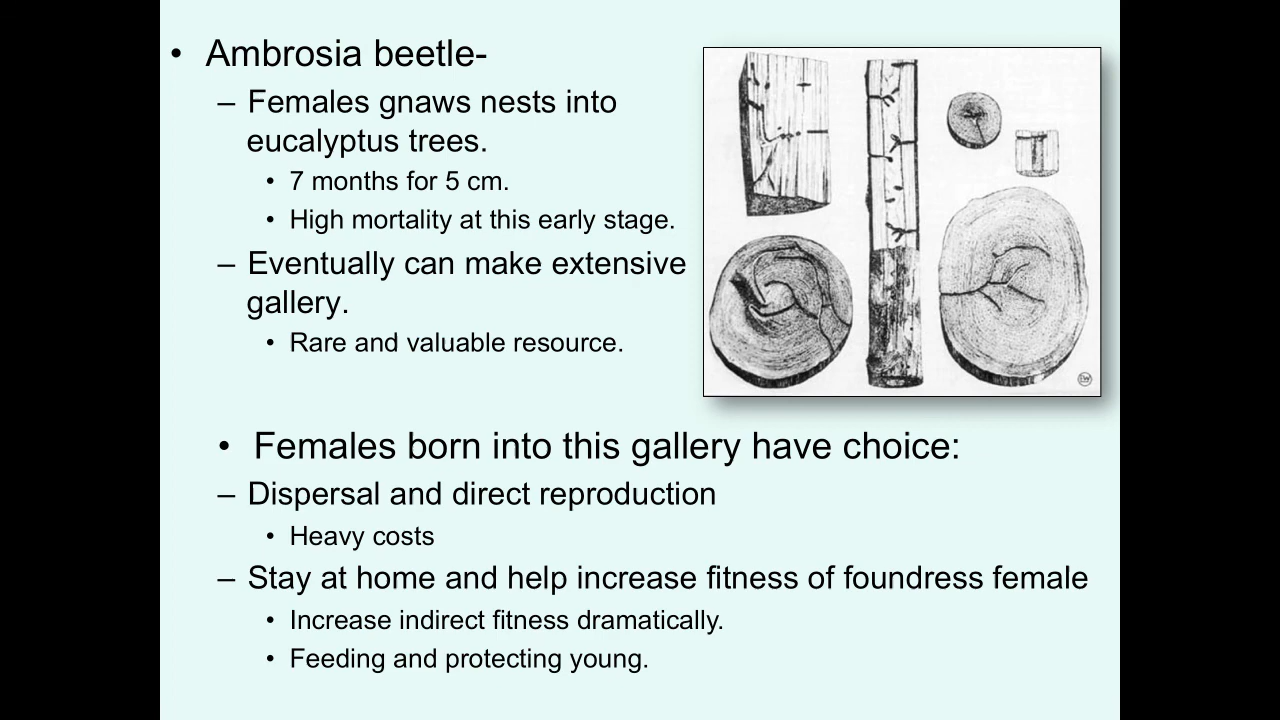 • Ambrosia beetle-
– Females gnaws nests into
eucalyptus trees.
• 7 months for 5 cm.
• High mortality at this early stage.
– Eventually can make extensive
gallery.
• Rare and valuable resource.
• Females born into this gallery have choice:
– Dispersal and direct reproduction
• Heavy costs
– Stay at home and help increase fitness of foundress female
• Increase indirect fitness dramatically.
• Feeding and protecting young.